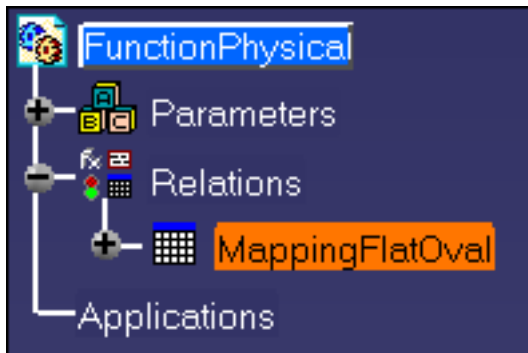 FunctionPhysical
Parameters
Relations
MappingFlatOval
Applications